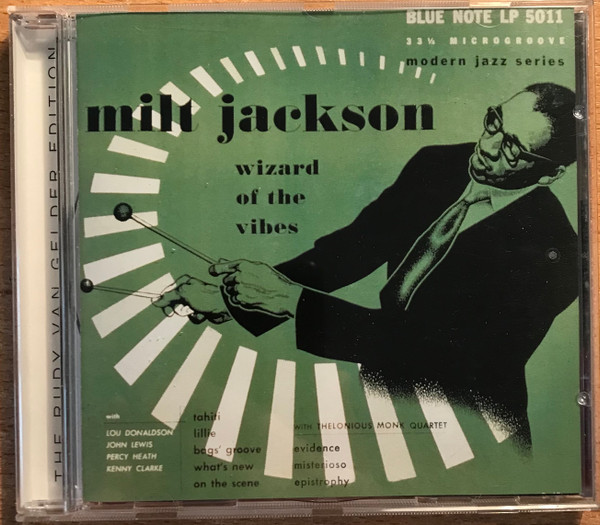 BLUE NOTE LP 5011
33⅓ MICROGROOVE
modern jazz series
milt jackson
wizard
of the
vibes
THE RUDY VAN GELDER EDITION
with
LOU DONALDSON
JOHN LEWIS
PERCY HEATH
KENNY CLARKE
tahiti
lillie
bags' groove
what's new
on the scene
WITH THELONIOUS MONK QUARTET
evidence
misterioso
epistrophy